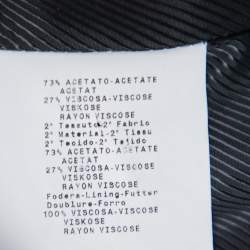 73% ACETATO-ACETATE
ACETAT
27% VISCOSA-VISCOSE
VISKOSE
RAYON VISCOSE
2° Tessuto-2° Fabric
2° Material-2° Tissu
2° Tecido-2° Tejido
73% ACETATO-ACETATE
ACETAT
27% VISCOSA-VISCOSE
VISKOSE
RAYON VISCOSE
Fodera-Lining-Futter
Doublure-Forro
100% VISCOSA-VISCOSE
VISKOSE
RAYON VISCOSE